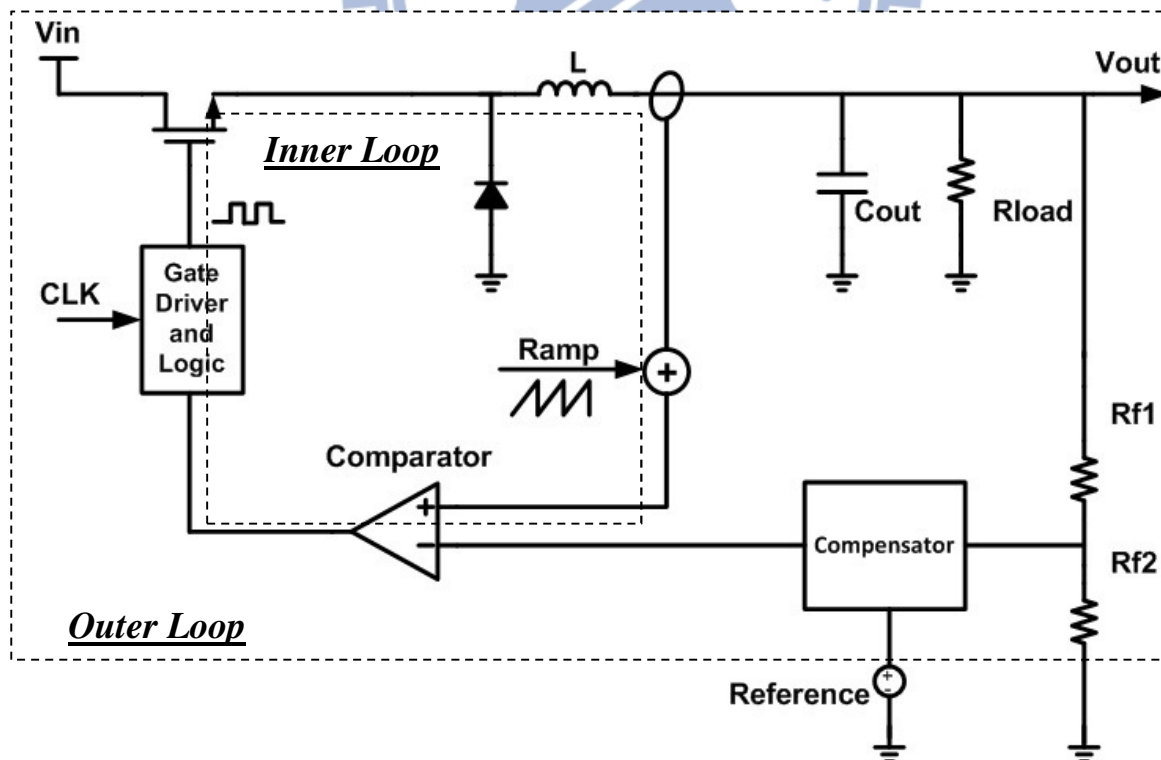 Vin
L
Vout
Inner Loop
Cout
Rload
Gate
Driver
and
Logic
CLK
Ramp
+
Rf1
Comparator
+
-
Compensator
Rf2
Outer Loop
Reference
+
-